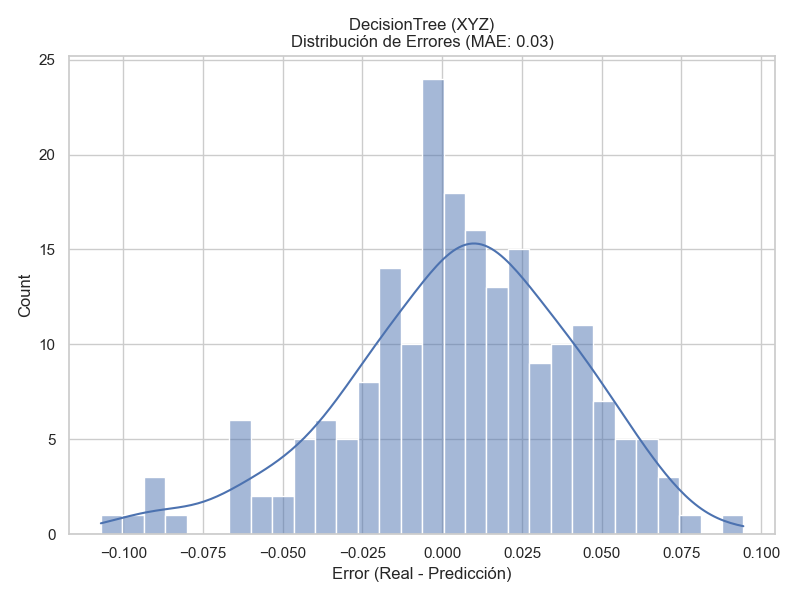 DecisionTree (XYZ)
Distribución de Errores (MAE: 0.03)
25
20
15
10
5
0
Count
−0.100 −0.075 −0.050 −0.025 0.000 0.025 0.050 0.075 0.100
Error (Real - Predicción)